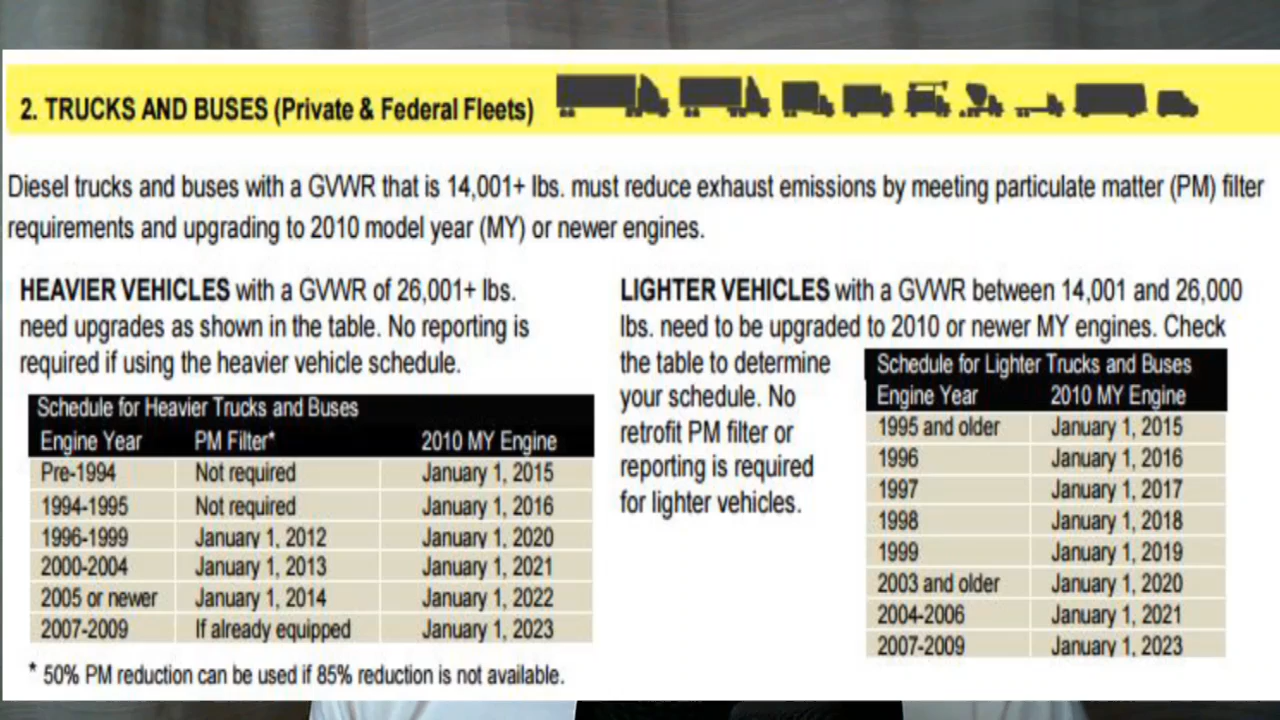 2. TRUCKS AND BUSES (Private & Federal Fleets)
Diesel trucks and buses with a GVWR that is 14,001+ lbs. must reduce exhaust emissions by meeting particulate matter (PM) filter
requirements and upgrading to 2010 model year (MY) or newer engines.
HEAVIER VEHICLES with a GVWR of 26,001+ lbs.
need upgrades as shown in the table. No reporting is
required if using the heavier vehicle schedule.
Schedule for Heavier Trucks and Buses
Engine Year PM Filter* 2010 MY Engine
Pre-1994 Not required January 1, 2015
1994-1995 Not required January 1, 2016
1996-1999 January 1, 2012 January 1, 2020
2000-2004 January 1, 2013 January 1, 2021
2005 or newer January 1, 2014 January 1, 2022
2007-2009 If already equipped January 1, 2023
* 50% PM reduction can be used if 85% reduction is not available.
LIGHTER VEHICLES with a GVWR between 14,001 and 26,000
lbs. need to be upgraded to 2010 or newer MY engines. Check
the table to determine
your schedule. No
retrofit PM filter or
reporting is required
for lighter vehicles.
Schedule for Lighter Trucks and Buses
Engine Year 2010 MY Engine
1995 and older January 1, 2015
1996 January 1, 2016
1997 January 1, 2017
1998 January 1, 2018
1999 January 1, 2019
2003 and older January 1, 2020
2004-2006 January 1, 2021
2007-2009 January 1, 2023